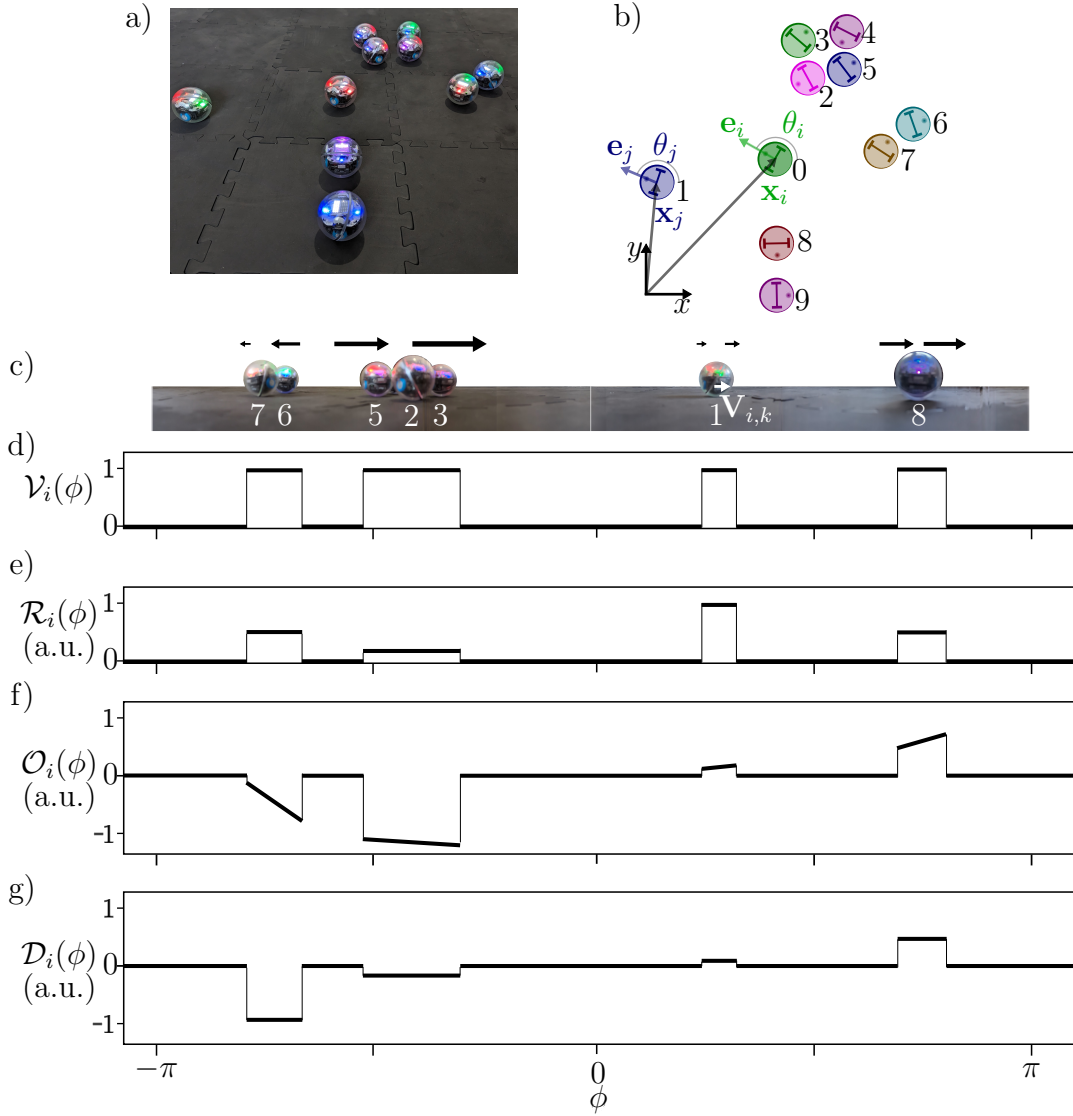 a)
b)
3
4
5
2
6
7
e_i
θ_i
0
x_i
e_j
θ_j
1
x_j
8
9
y
x
c)
7 6 5 2 3 1 V_{i,k} 8
d)
1
𝒱_i(ϕ)
0
e)
1
ℛ_i(ϕ)
(a.u.)
0
f)
1
𝒪_i(ϕ)
0
(a.u.)
-1
g)
1
𝒟_i(ϕ)
0
(a.u.)
-1
−π 0 π
ϕ